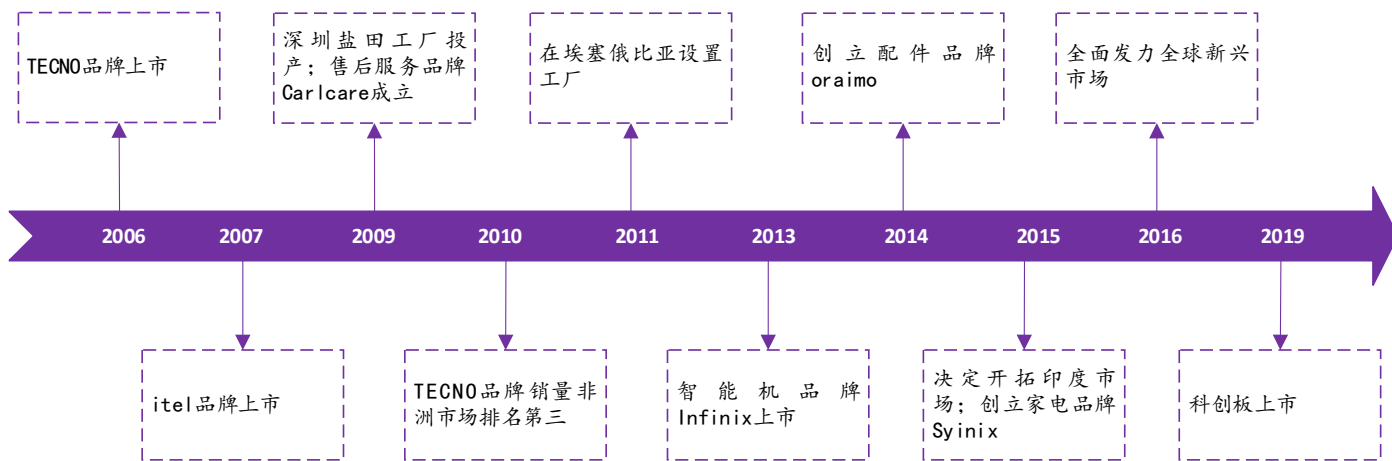 TECNO品牌上市
深圳盐田工厂投
产；售后服务品牌
Carlcare成立
在埃塞俄比亚设置
工厂
创立配件品牌
oraimo
全面发力全球新兴
市场
2006 2007 2009 2010 2011 2013 2014 2015 2016 2019
itel品牌上市
TECNO品牌销量非
洲市场排名第三
智能机品牌
Infinix上市
决定开拓印度市
场；创立家电品牌
Syinix
科创板上市